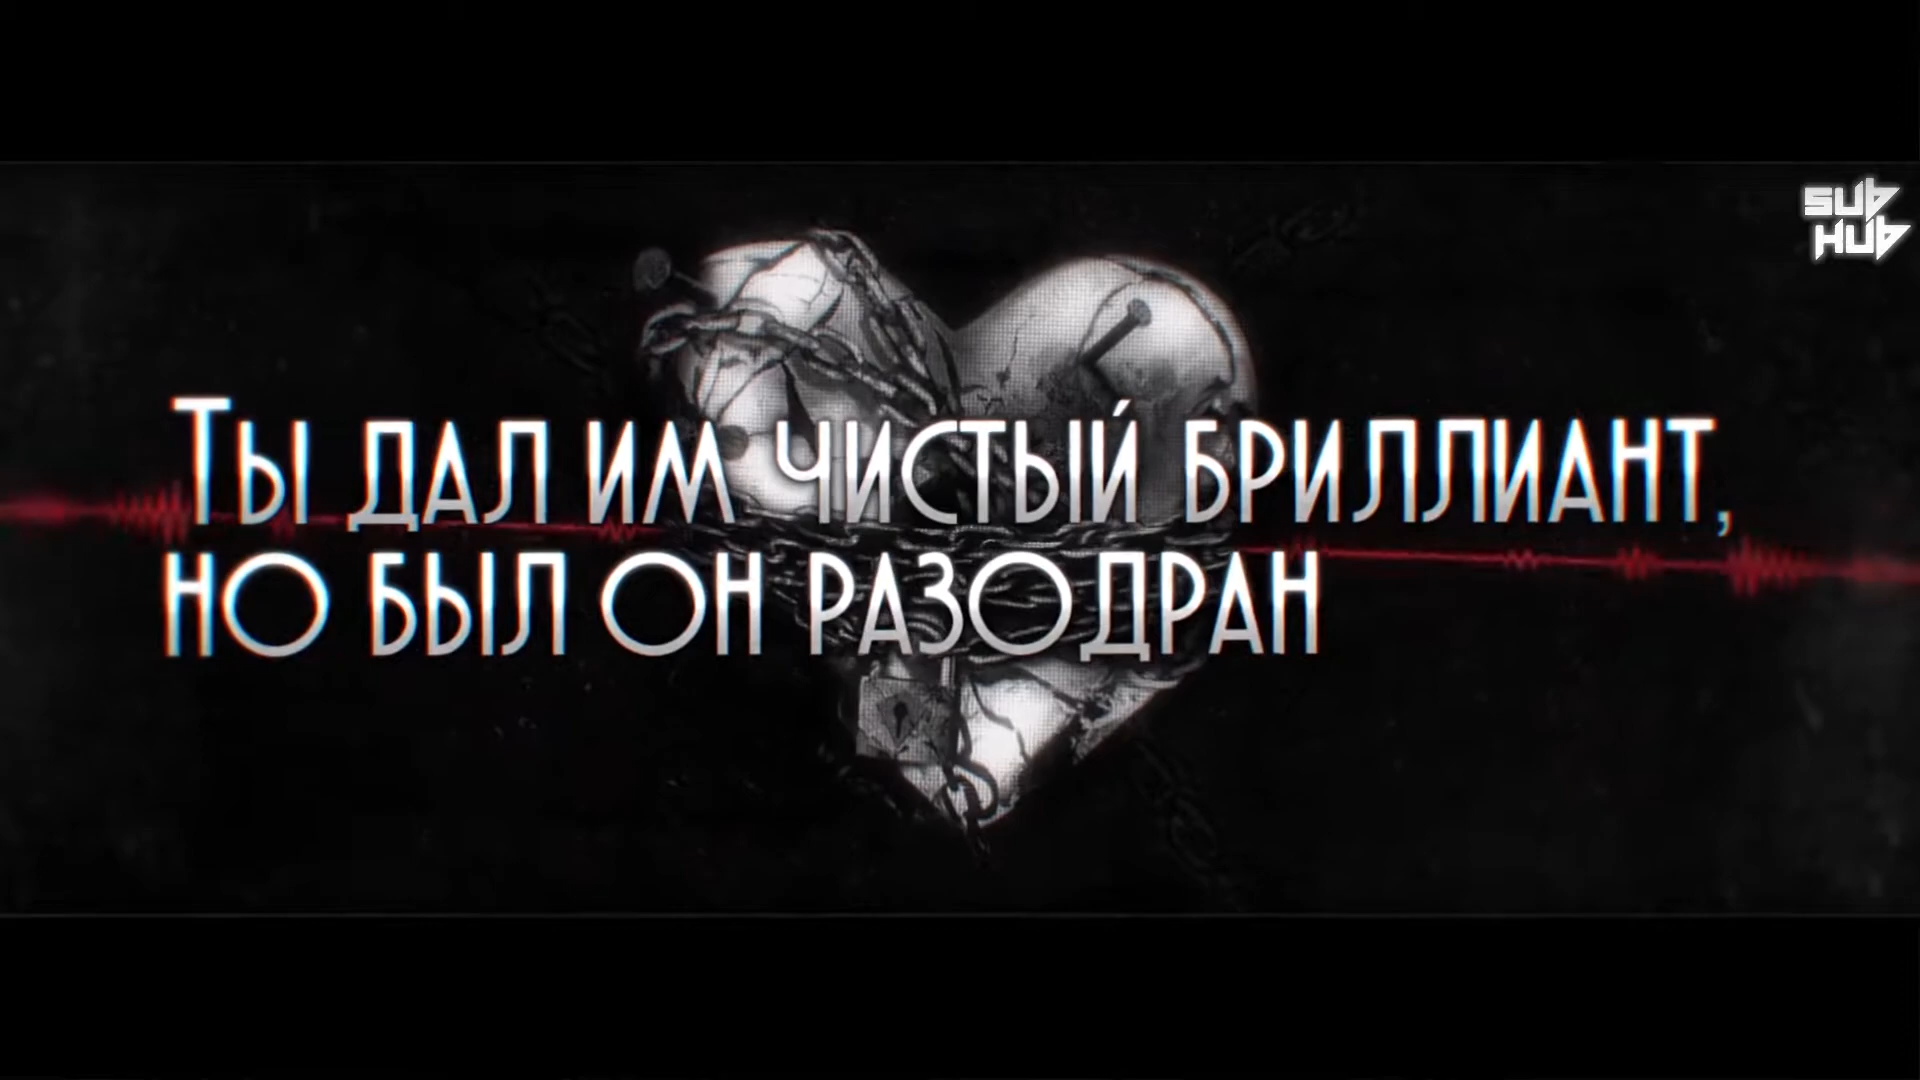 SUB
HUB
Ты дал им чистый бриллиант,
но был он разодран